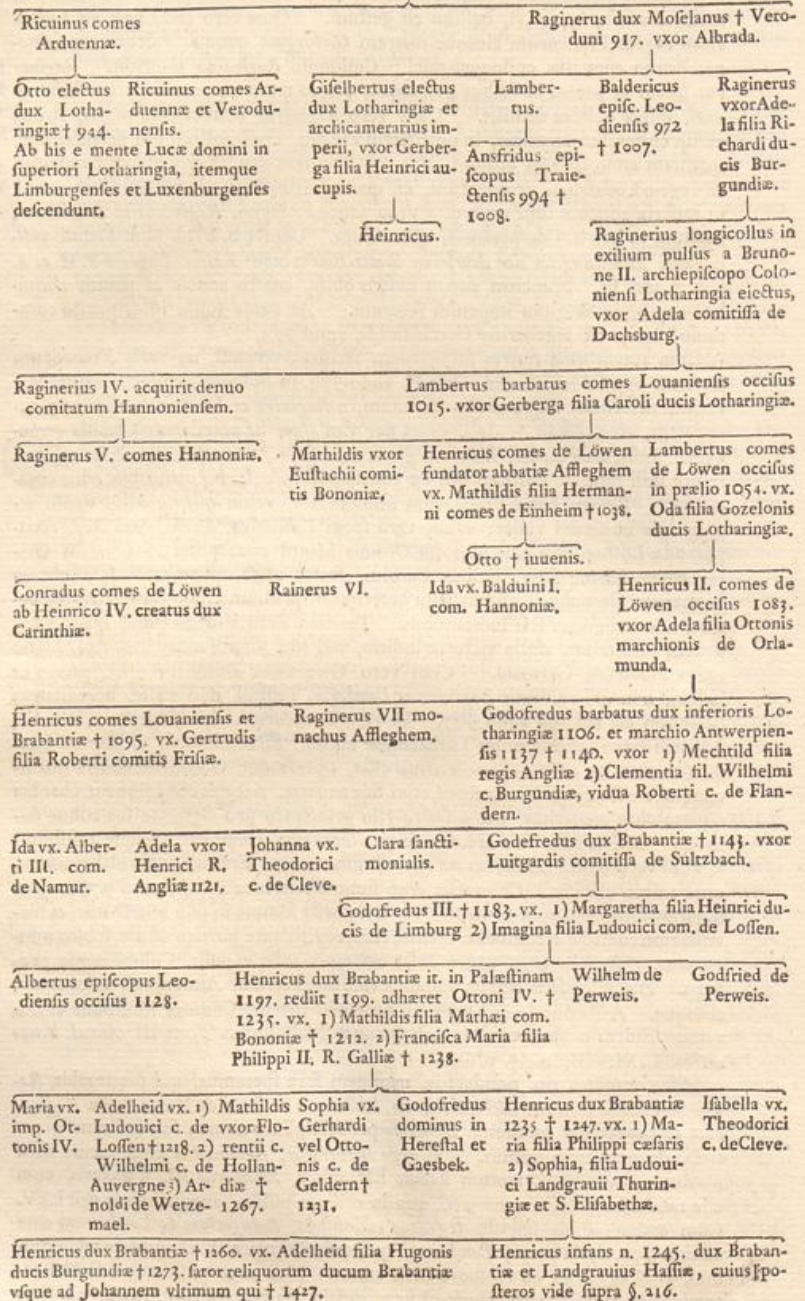 Ricuinus comes
Arduennæ.
Raginerus dux Moſelanus † Vero-
duni 917. vxor Albrada.
Otto electus
dux Lotha-
ringiæ † 944.
Ricuinus comes Ar-
duennæ et Verodu-
nenſis.
Ab his e mente Lucæ domini in
ſuperiori Lotharingia, itemque
Limburgenſes et Luxenburgenſes
deſcendunt.
Giſelbertus electus
dux Lotharingiæ et
archicamerarius im-
perii, vxor Gerber-
ga filia Heinrici au-
cupis.
Lamber-
tus.
Baldericus
epiſc. Leo-
dienſis 972
† 1007.
Raginerus
vxor Ade-
la filia Ri-
chardi du-
cis Bur-
gundiæ.
Ansfridus epi-
ſcopus Traie-
ctenſis 994 †
1008.
Heinricus.
Raginerius longicollus in
exilium pulſus a Bruno-
ne II. archiepiſcopo Colo-
nienſi Lotharingia eiectus,
vxor Adela comitiſſa de
Dachsburg.
Raginerius IV. acquirit denuo
comitatum Hannonienſem.
Lambertus barbatus comes Louanienſis occiſus
1015. vxor Gerberga filia Caroli ducis Lotharingiæ.
Raginerus V. comes Hannoniæ.
Mathildis vxor
Euſtachii comi-
tis Bononiæ.
Henricus comes de Löwen
fundator abbatiæ Affleghem
vx. Mathildis filia Herman-
ni comes de Einheim † 1038.
Lambertus comes
de Löwen occiſus
in prælio 1054. vx.
Oda filia Gozelonis
ducis Lotharingiæ.
Otto † iuuenis.
Conradus comes de Löwen
ab Heinrico IV. creatus dux
Carinthiæ.
Rainerus VI.
Ida vx. Balduini I.
com. Hannoniæ.
Henricus II. comes de
Löwen occiſus 1083.
vxor Adela filia Ottonis
marchionis de Orla-
munda.
Henricus comes Louanienſis et
Brabantiæ † 1095. vx. Gertrudis
filia Roberti comitis Friſiæ.
Raginerus VII mo-
nachus Affleghem.
Godofredus barbatus dux inferioris Lo-
tharingiæ 1106. et marchio Antwerpien-
ſis 1137 † 1140. vxor 1) Mechtild filia
regis Angliæ 2) Clementia fil. Wilhelmi
c. Burgundiæ, vidua Roberti c. de Flan-
dern.
Ida vx. Alber-
ti III. com.
de Namur.
Adela vxor
Henrici R.
Angliæ 1121.
Johanna vx.
Theodorici
c. de Cleve.
Clara ſancti-
monialis.
Godefredus dux Brabantiæ † 1143. vxor
Luitgardis comitiſſa de Sultzbach.
Godofredus III. † 1183. vx. 1) Margaretha filia Heinrici du-
cis de Limburg 2) Imagina filia Ludouici com. de Loſſen.
Albertus epiſcopus Leo-
dienſis occiſus 1128.
Henricus dux Brabantiæ it. in Palæſtinam
1197. rediit 1199. adhæret Ottoni IV. †
1235. vx. 1) Mathildis filia Mathæi com.
Bononiæ † 1212. 2) Franciſca Maria filia
Philippi II. R. Galliæ † 1238.
Wilhelm de
Perweis.
Godfried de
Perweis.
Maria vx.
imp. Ot-
tonis IV.
Adelheid vx. 1)
Ludouici c. de
Loſſen † 1218. 2)
Wilhelmi c. de
Auvergne 3) Ar-
noldi de Wetze-
mael.
Mathildis
vxor Flo-
rentii c.
Hollan-
diæ †
1267.
Sophia vx.
Gerhardi
vel Otto-
nis c. de
Geldern †
1231.
Godofredus
dominus in
Hereſtal et
Gaesbek.
Henricus dux Brabantiæ
1235 † 1247. vx. 1) Ma-
ria filia Philippi cæſaris
2) Sophia, filia Ludoui-
ci Landgrauii Thurin-
giæ et S. Eliſabethæ.
Iſabella vx.
Theodorici
c. de Cleve.
Henricus dux Brabantiæ † 1260. vx. Adelheid filia Hugonis
ducis Burgundiæ † 1273. ſator reliquorum ducum Brabantiæ
vſque ad Johannem vltimum qui † 1427.
Henricus infans n. 1245. dux Braban-
tiæ et Landgrauius Haſſiæ, cuius po-
ſteros vide ſupra §. 216.